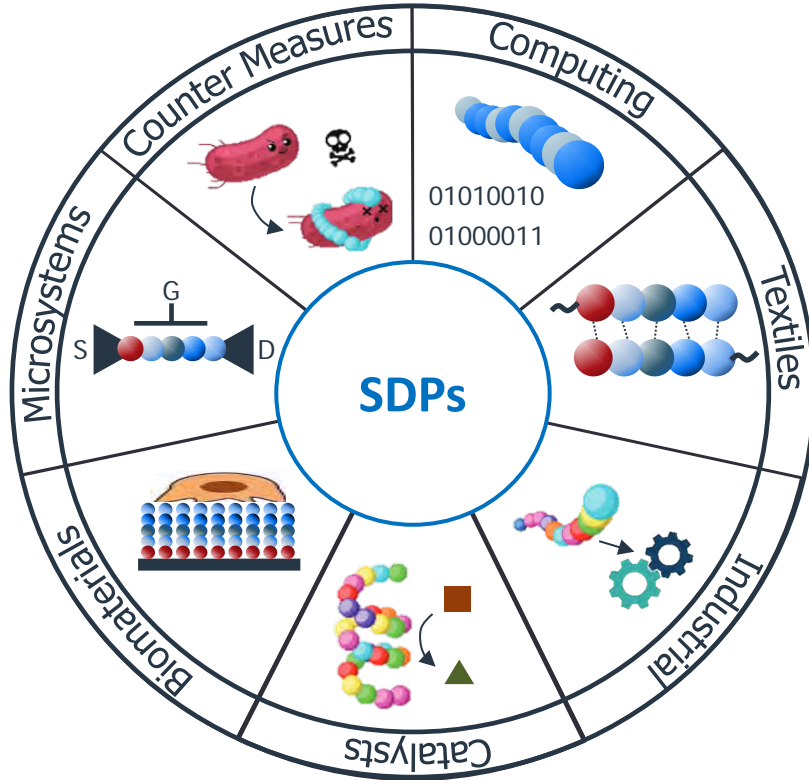 Counter Measures
Computing
Textiles
Industrial
Catalysts
Biomaterials
Microsystems
01010010
01000011
G
S
D
SDPs